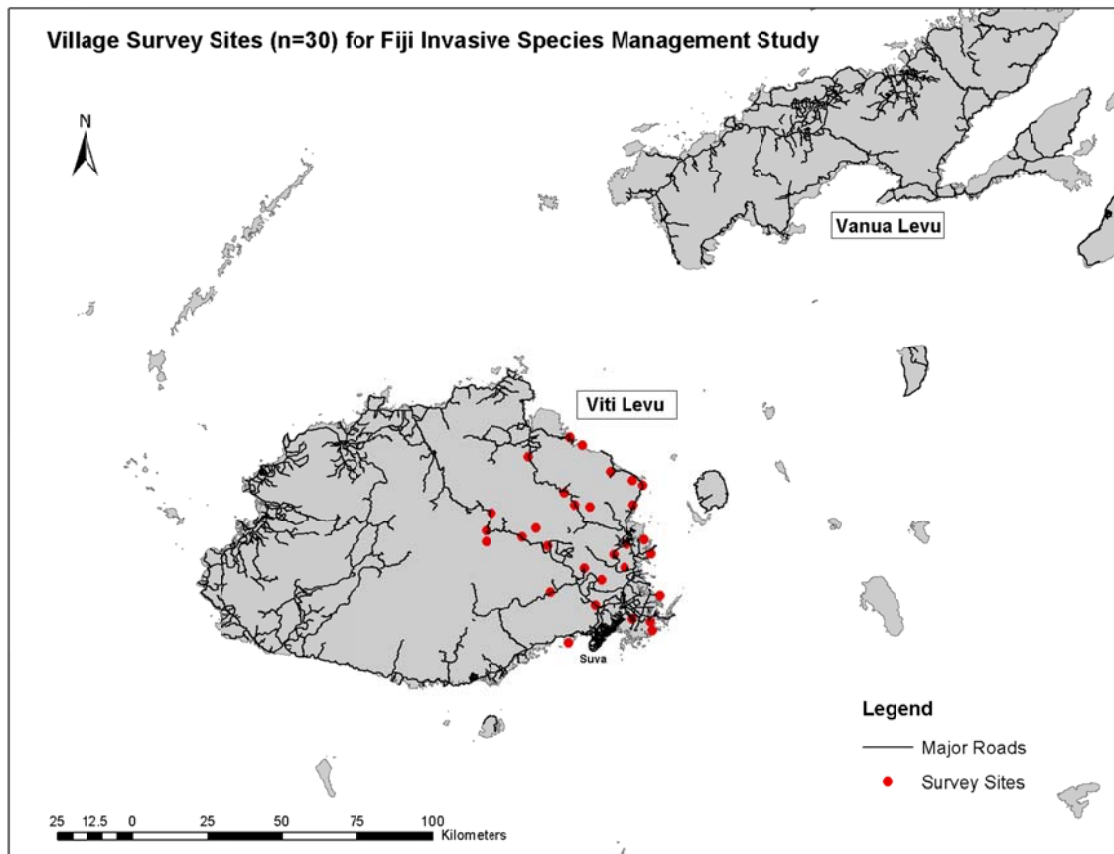 Village Survey Sites (n=30) for Fiji Invasive Species Management Study
N
Vanua Levu
Viti Levu
Suva
Legend
Major Roads
Survey Sites
25 12.5 0 25 50 75 100
Kilometers